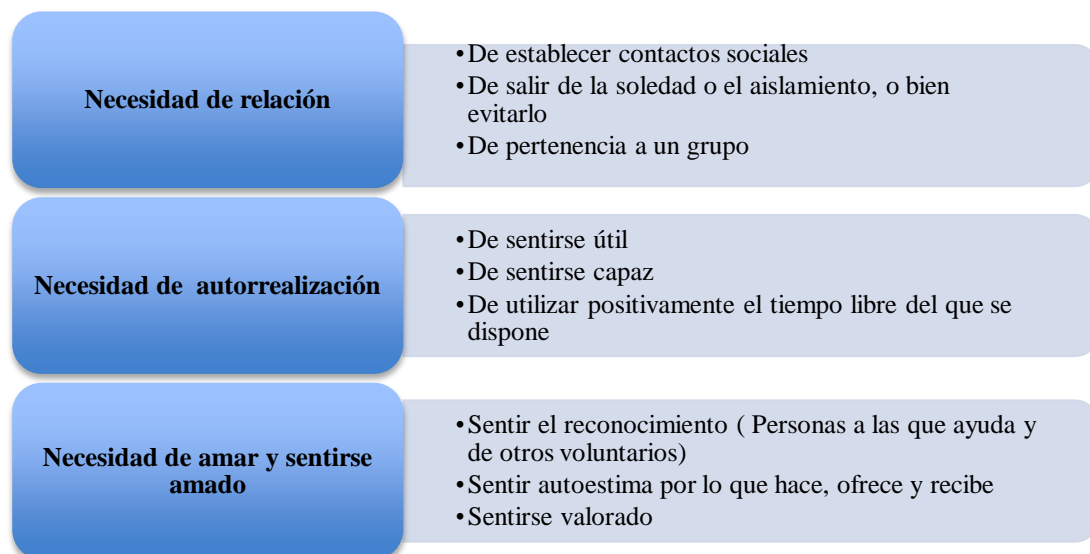 Necesidad de relación
•De establecer contactos sociales
•De salir de la soledad o el aislamiento, o bien
evitarlo
•De pertenencia a un grupo
Necesidad de  autorrealización
•De sentirse útil
•De sentirse capaz
•De utilizar positivamente el tiempo libre del que se
dispone
Necesidad de amar y sentirse
amado
•Sentir el reconocimiento ( Personas a las que ayuda y
de otros voluntarios)
•Sentir autoestima por lo que hace, ofrece y recibe
•Sentirse valorado